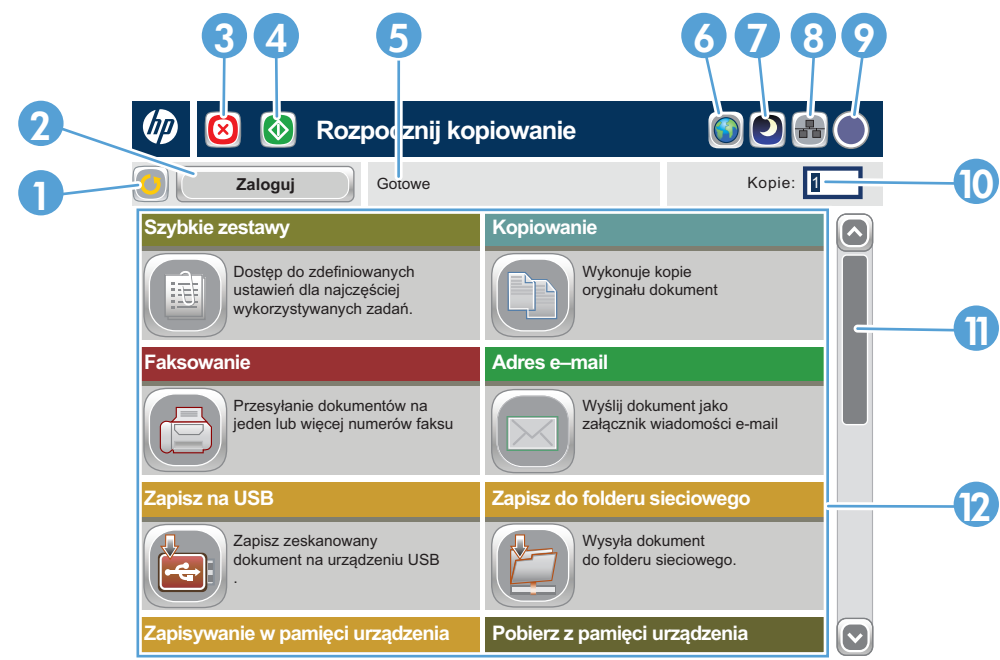 3 4 5 6 7 8 9
2
hp Rozpocznij kopiowanie
1 Zaloguj Gotowe Kopie: 1 10
Szybkie zestawy
Dostęp do zdefiniowanych
ustawień dla najczęściej
wykorzystywanych zadań.
Kopiowanie
Wykonuje kopie
oryginału dokument
11
Faksowanie
Przesyłanie dokumentów na
jeden lub więcej numerów faksu
Adres e–mail
Wyślij dokument jako
załącznik wiadomości e-mail
Zapisz na USB
Zapisz zeskanowany
dokument na urządzeniu USB
.
Zapisz do folderu sieciowego
Wysyła dokument
do folderu sieciowego.
12
Zapisywanie w pamięci urządzenia
Pobierz z pamięci urządzenia